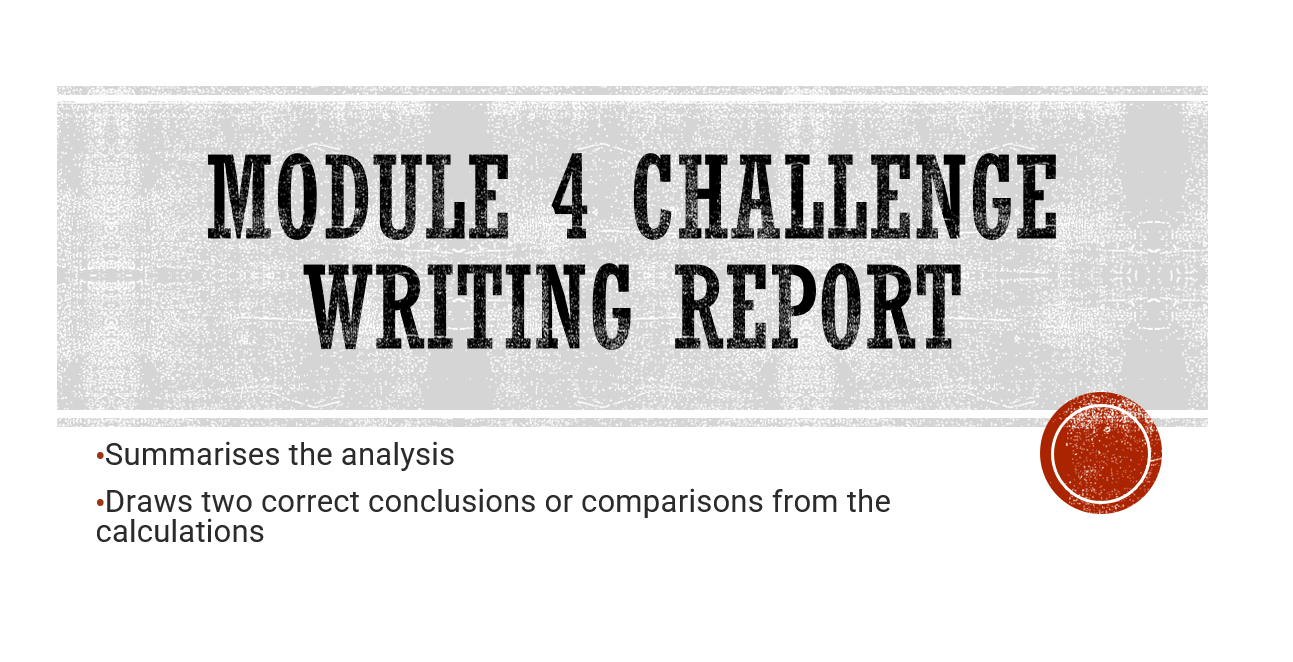 MODULE 4 CHALLENGE
WRITING REPORT
•Summarises the analysis
•Draws two correct conclusions or comparisons from the
calculations